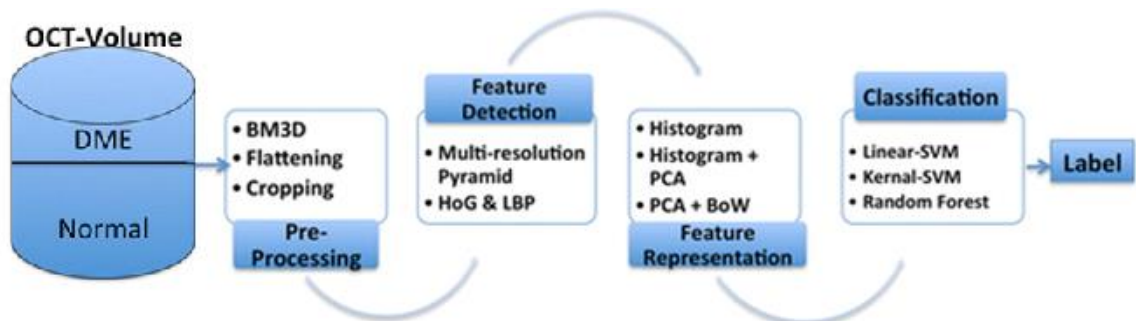 OCT-Volume
DME
Normal
• BM3D
• Flattening
• Cropping
Pre-
Processing
Feature
Detection
• Multi-resolution
Pyramid
• HoG & LBP
• Histogram
• Histogram +
PCA
• PCA + BoW
Feature
Representation
Classification
• Linear-SVM
• Kernal-SVM
• Random Forest
Label